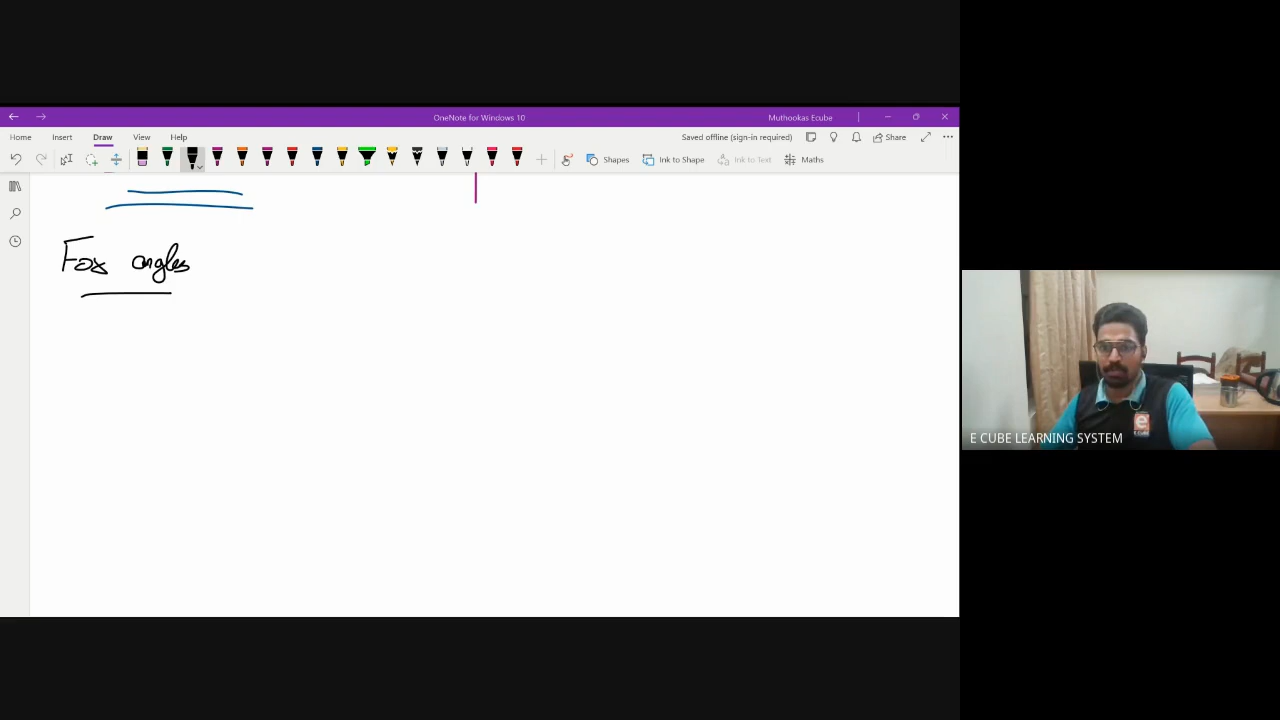 OneNote for Windows 10
Muthookas Ecube
Home Insert Draw View Help
Saved offline (sign-in required)
Share
Shapes
Ink to Shape
Ink to Text
Maths
For angles
E CUBE LEARNING SYSTEM
e